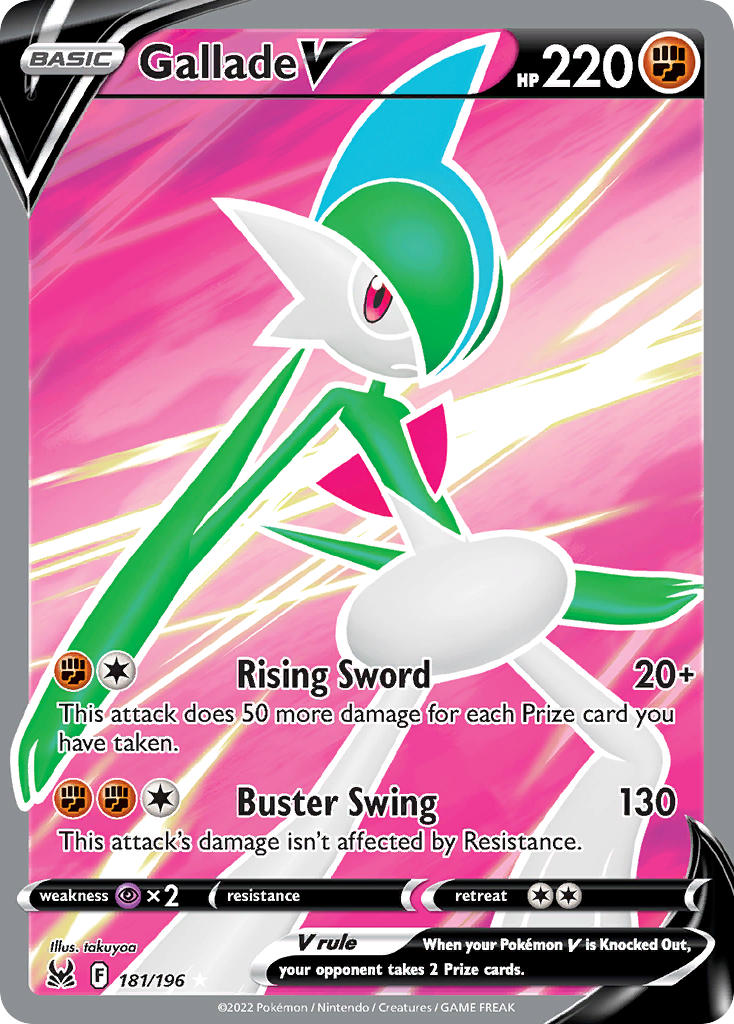 BASIC Gallade V HP 220
Rising Sword 20+
This attack does 50 more damage for each Prize card you
have taken.
Buster Swing 130
This attack's damage isn't affected by Resistance.
weakness ×2 resistance retreat
Illus. takuyoa
V rule When your Pokémon V is Knocked Out,
your opponent takes 2 Prize cards.
F 181/196
©2022 Pokémon / Nintendo / Creatures / GAME FREAK